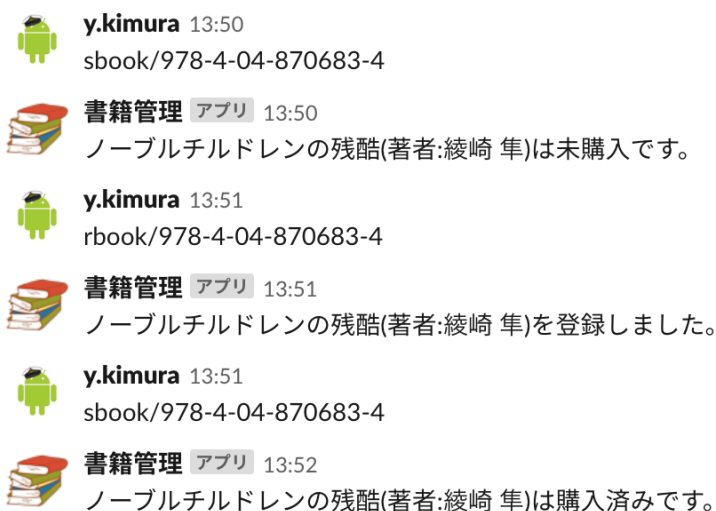 y.kimura 13:50
sbook/978-4-04-870683-4
書籍管理 アプリ 13:50
ノーブルチルドレンの残酷(著者:綾崎 隼)は未購入です。
y.kimura 13:51
rbook/978-4-04-870683-4
書籍管理 アプリ 13:51
ノーブルチルドレンの残酷(著者:綾崎 隼)を登録しました。
y.kimura 13:51
sbook/978-4-04-870683-4
書籍管理 アプリ 13:52
ノーブルチルドレンの残酷(著者:綾崎 隼)は購入済みです。